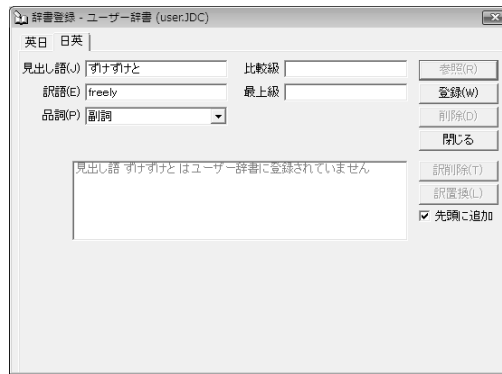 辞書登録 - ユーザー辞書 (user.JDC)
英日 日英
見出し語(J) ずけずけと 比較級 参照(R)
訳語(E) freely 最上級 登録(W)
品詞(P) 副詞 削除(D)
閉じる
見出し語 ずけずけと はユーザー辞書に登録されていません 訳削除(T)
訳置換(L)
先頭に追加